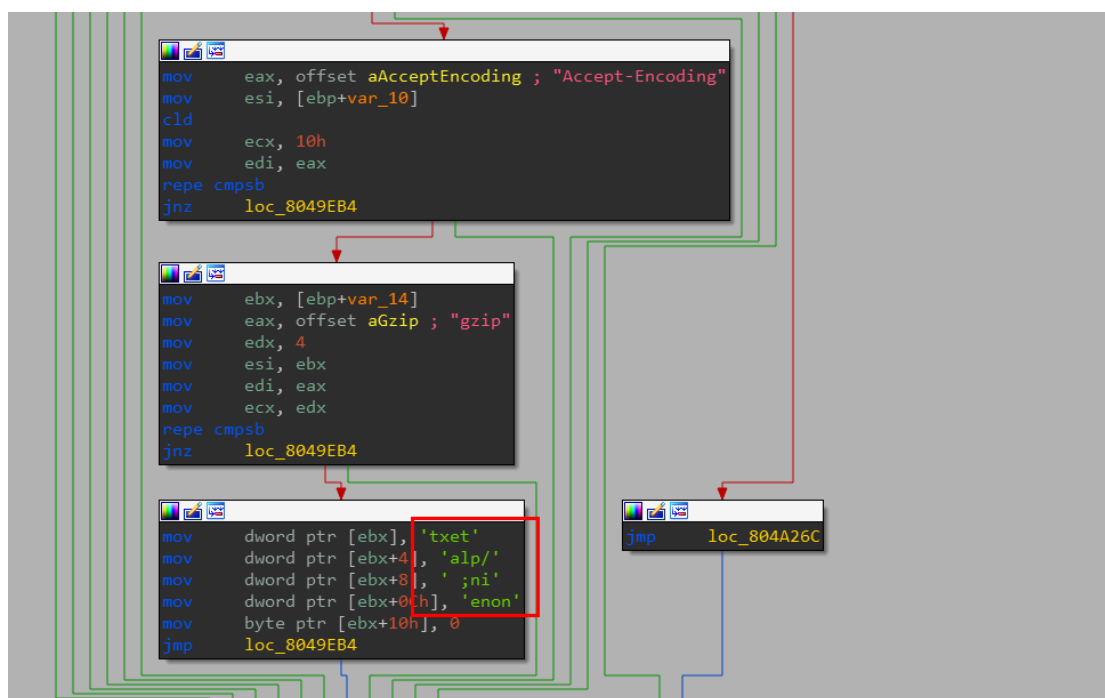 mov eax, offset aAcceptEncoding ; "Accept-Encoding"
mov esi, [ebp+var_10]
cld
mov ecx, 10h
mov edi, eax
repe cmpsb
jnz loc_8049EB4
mov ebx, [ebp+var_14]
mov eax, offset aGzip ; "gzip"
mov edx, 4
mov esi, ebx
mov edi, eax
mov ecx, edx
repe cmpsb
jnz loc_8049EB4
mov dword ptr [ebx], 'txet'
mov dword ptr [ebx+4], 'alp/'
mov dword ptr [ebx+8], ' ;ni'
mov dword ptr [ebx+0Ch], 'enon'
mov byte ptr [ebx+10h], 0
jmp loc_8049EB4
jmp loc_804A26C